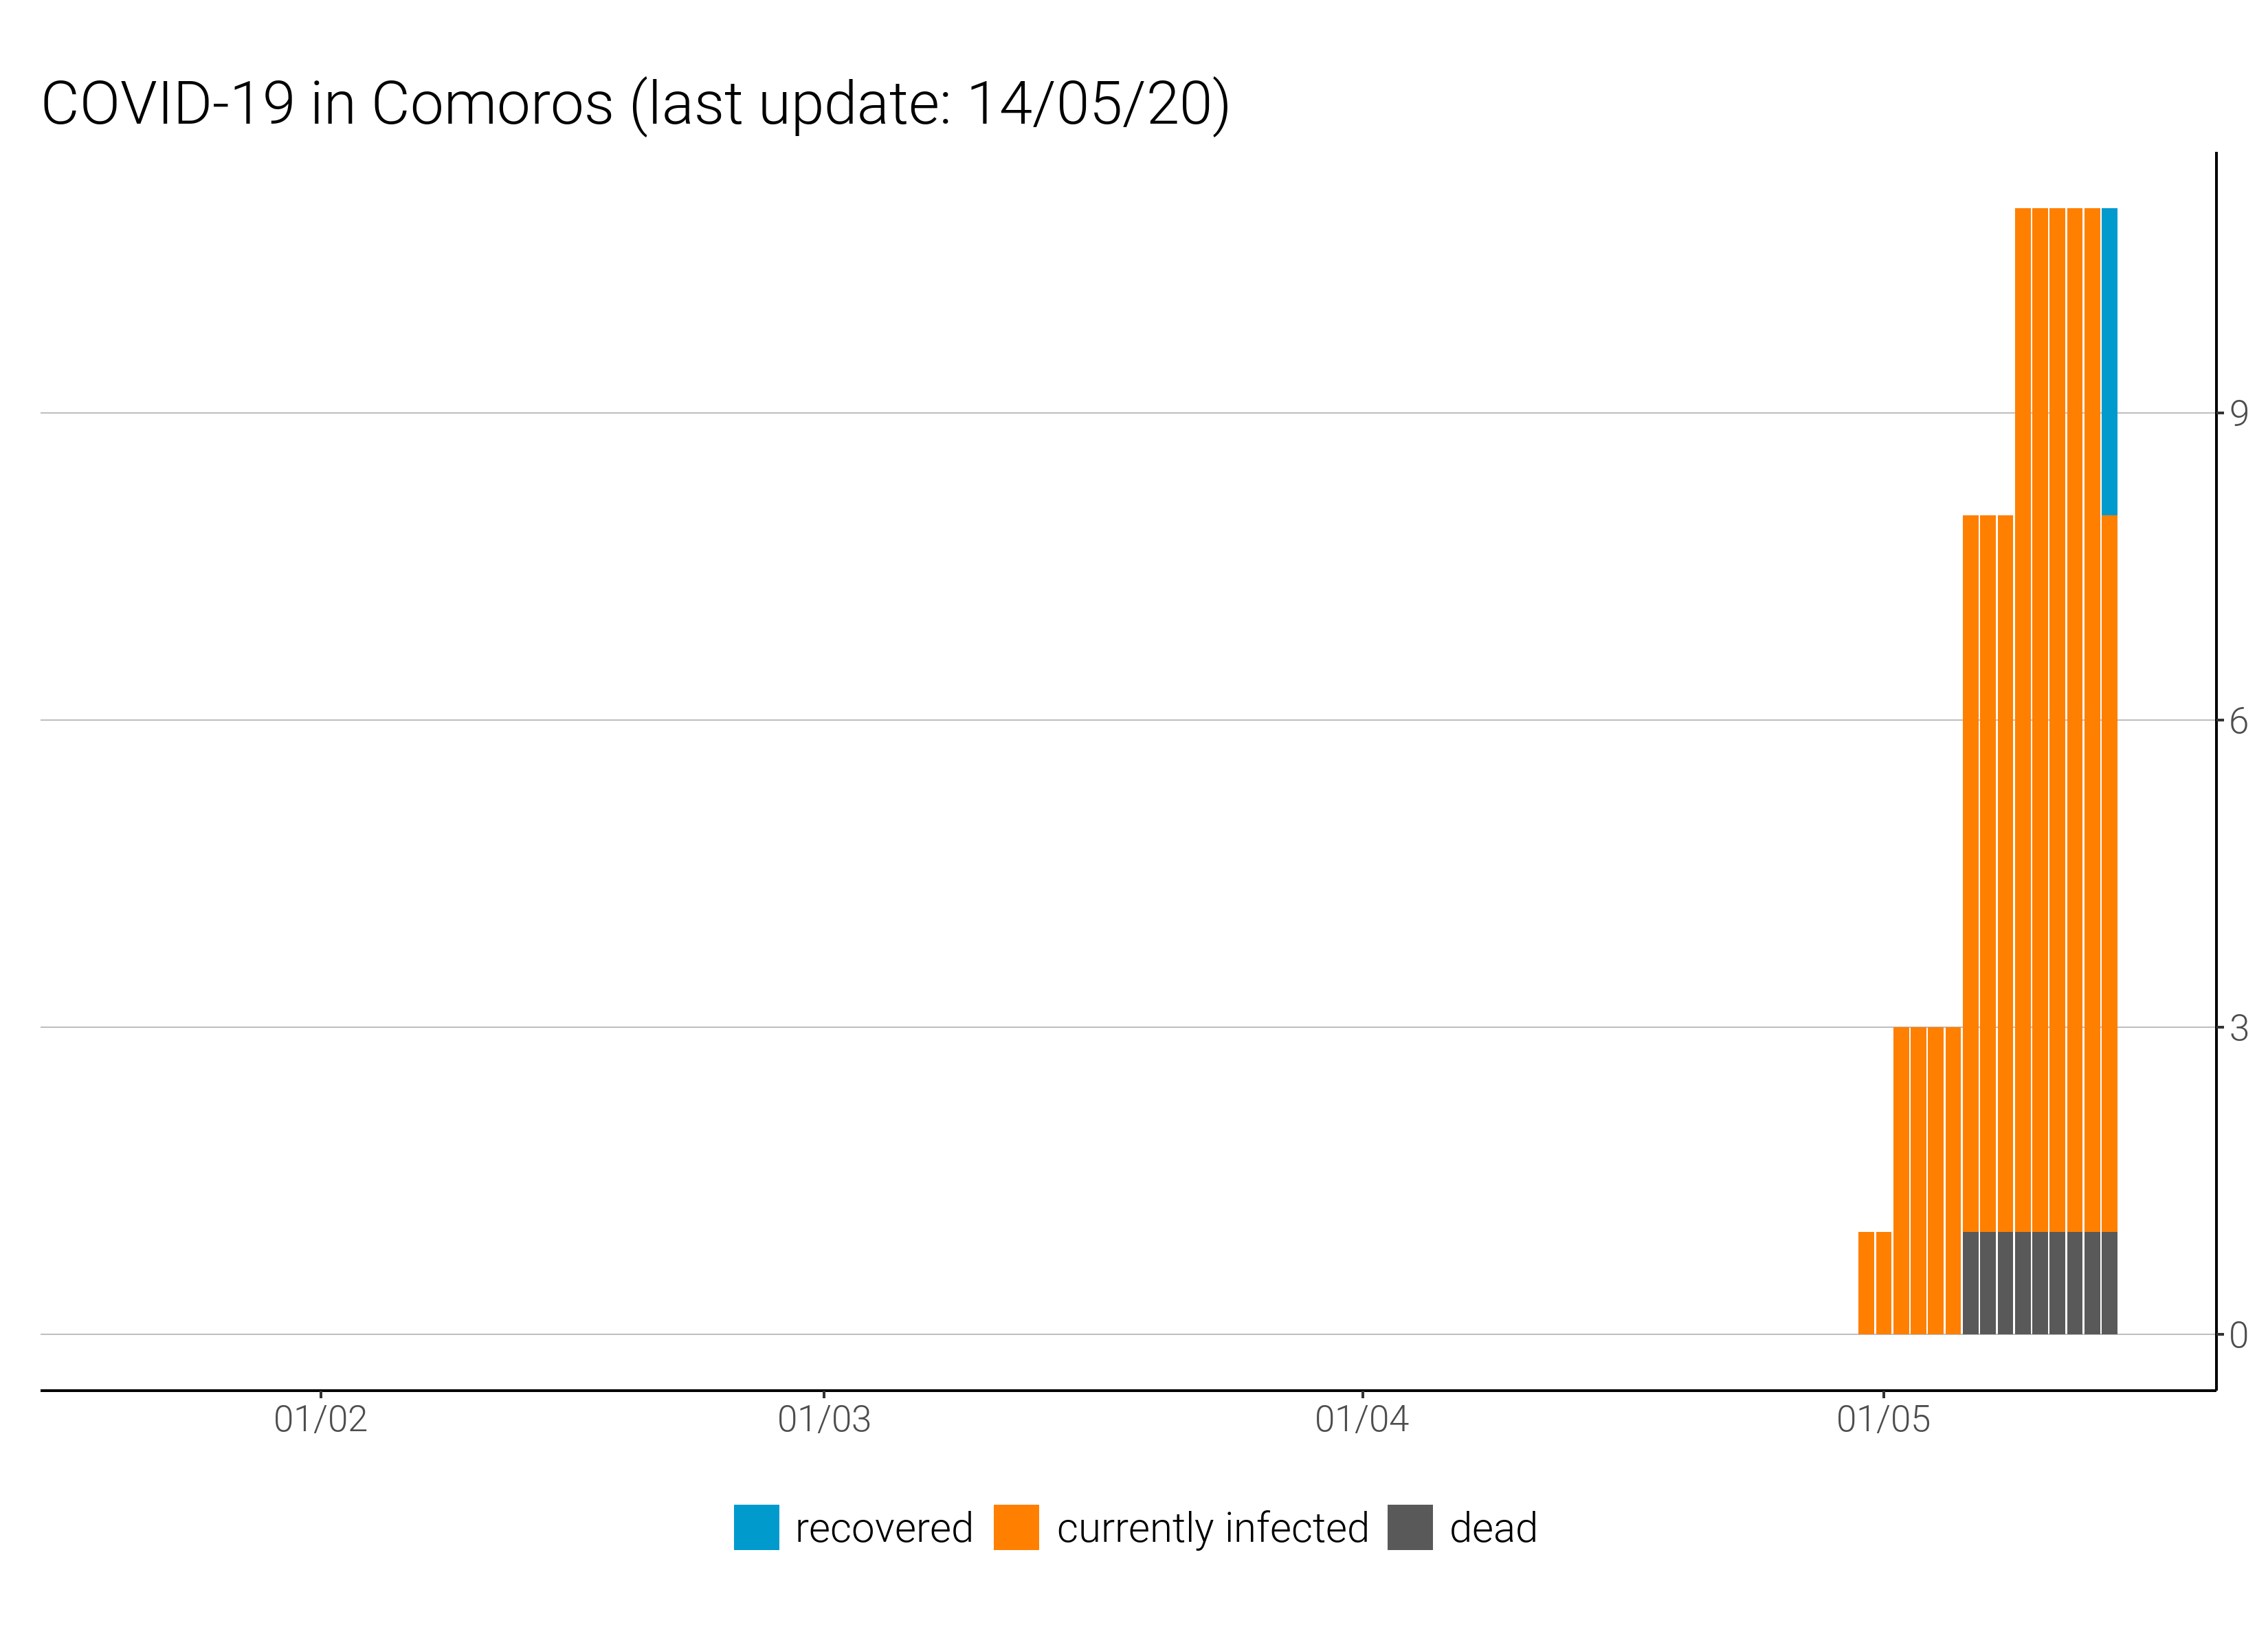 COVID-19 in Comoros (last update: 14/05/20)
9
6
3
0
01/02 01/03 01/04 01/05
recovered currently infected dead